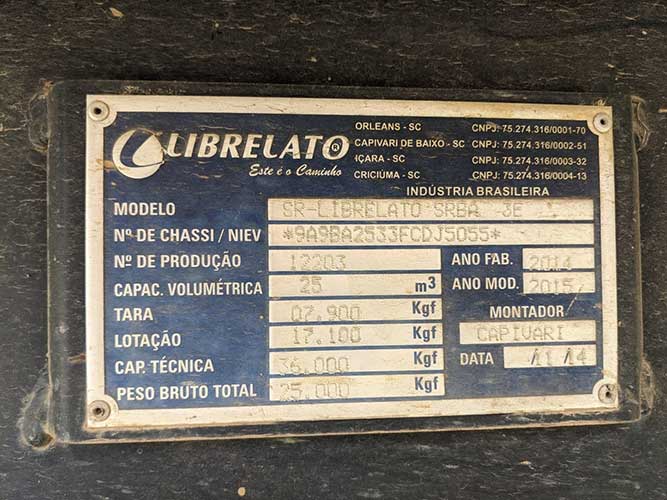 LIBRELATO
Este é o Caminho
ORLEANS - SC CNPJ: 75.274.316/0001-70
CAPIVARI DE BAIXO - SC CNPJ: 75.274.316/0002-51
IÇARA - SC CNPJ: 75.274.316/0003-32
CRICIÚMA - SC CNPJ: 75.274.316/0004-13
INDÚSTRIA BRASILEIRA
MODELO SR-LIBRELATO SRBA 3E
Nº DE CHASSI / NIEV *9A9BA2533FCDJ5055*
Nº DE PRODUÇÃO 12203 ANO FAB. 2014
CAPAC. VOLUMÉTRICA 25 m3 ANO MOD. 2015
TARA 07.900 Kgf MONTADOR
LOTAÇÃO 17.100 Kgf CAPIVARI
CAP. TÉCNICA 36.000 Kgf DATA /11/14
PESO BRUTO TOTAL 25.000 Kgf